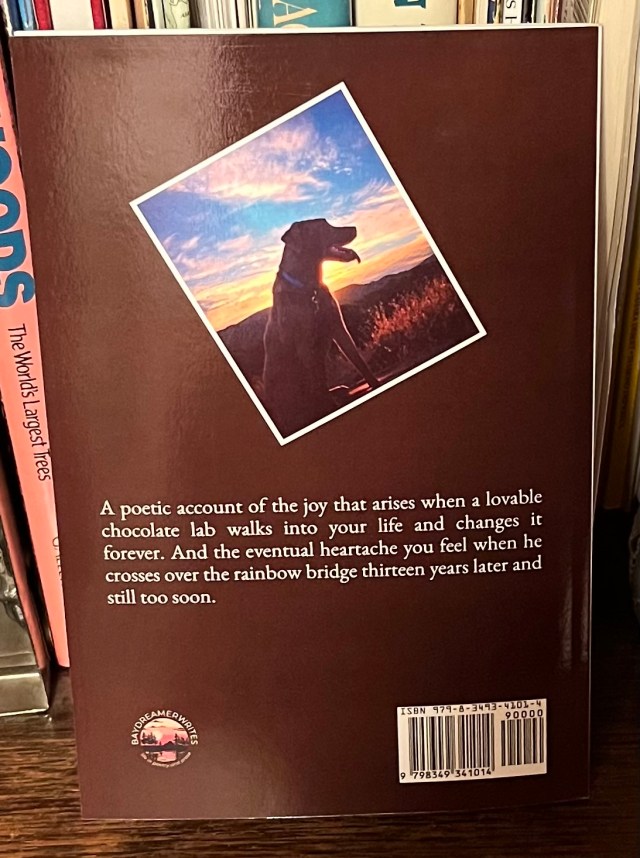 The World's Largest Trees
A poetic account of the joy that arises when a lovable
chocolate lab walks into your life and changes it
forever. And the eventual heartache you feel when he
crosses over the rainbow bridge thirteen years later and
still too soon.
BAYDREAMERWRITES
ISBN 979-8-3493-4101-4
90000
9 798349 341014